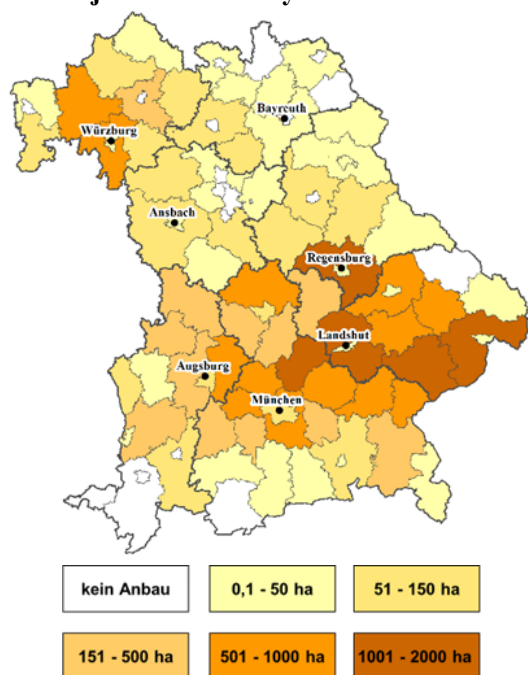 Bayreuth
Würzburg
Ansbach
Regensburg
Landshut
Augsburg
München
kein Anbau
0,1 - 50 ha
51 - 150 ha
151 - 500 ha
501 - 1000 ha
1001 - 2000 ha